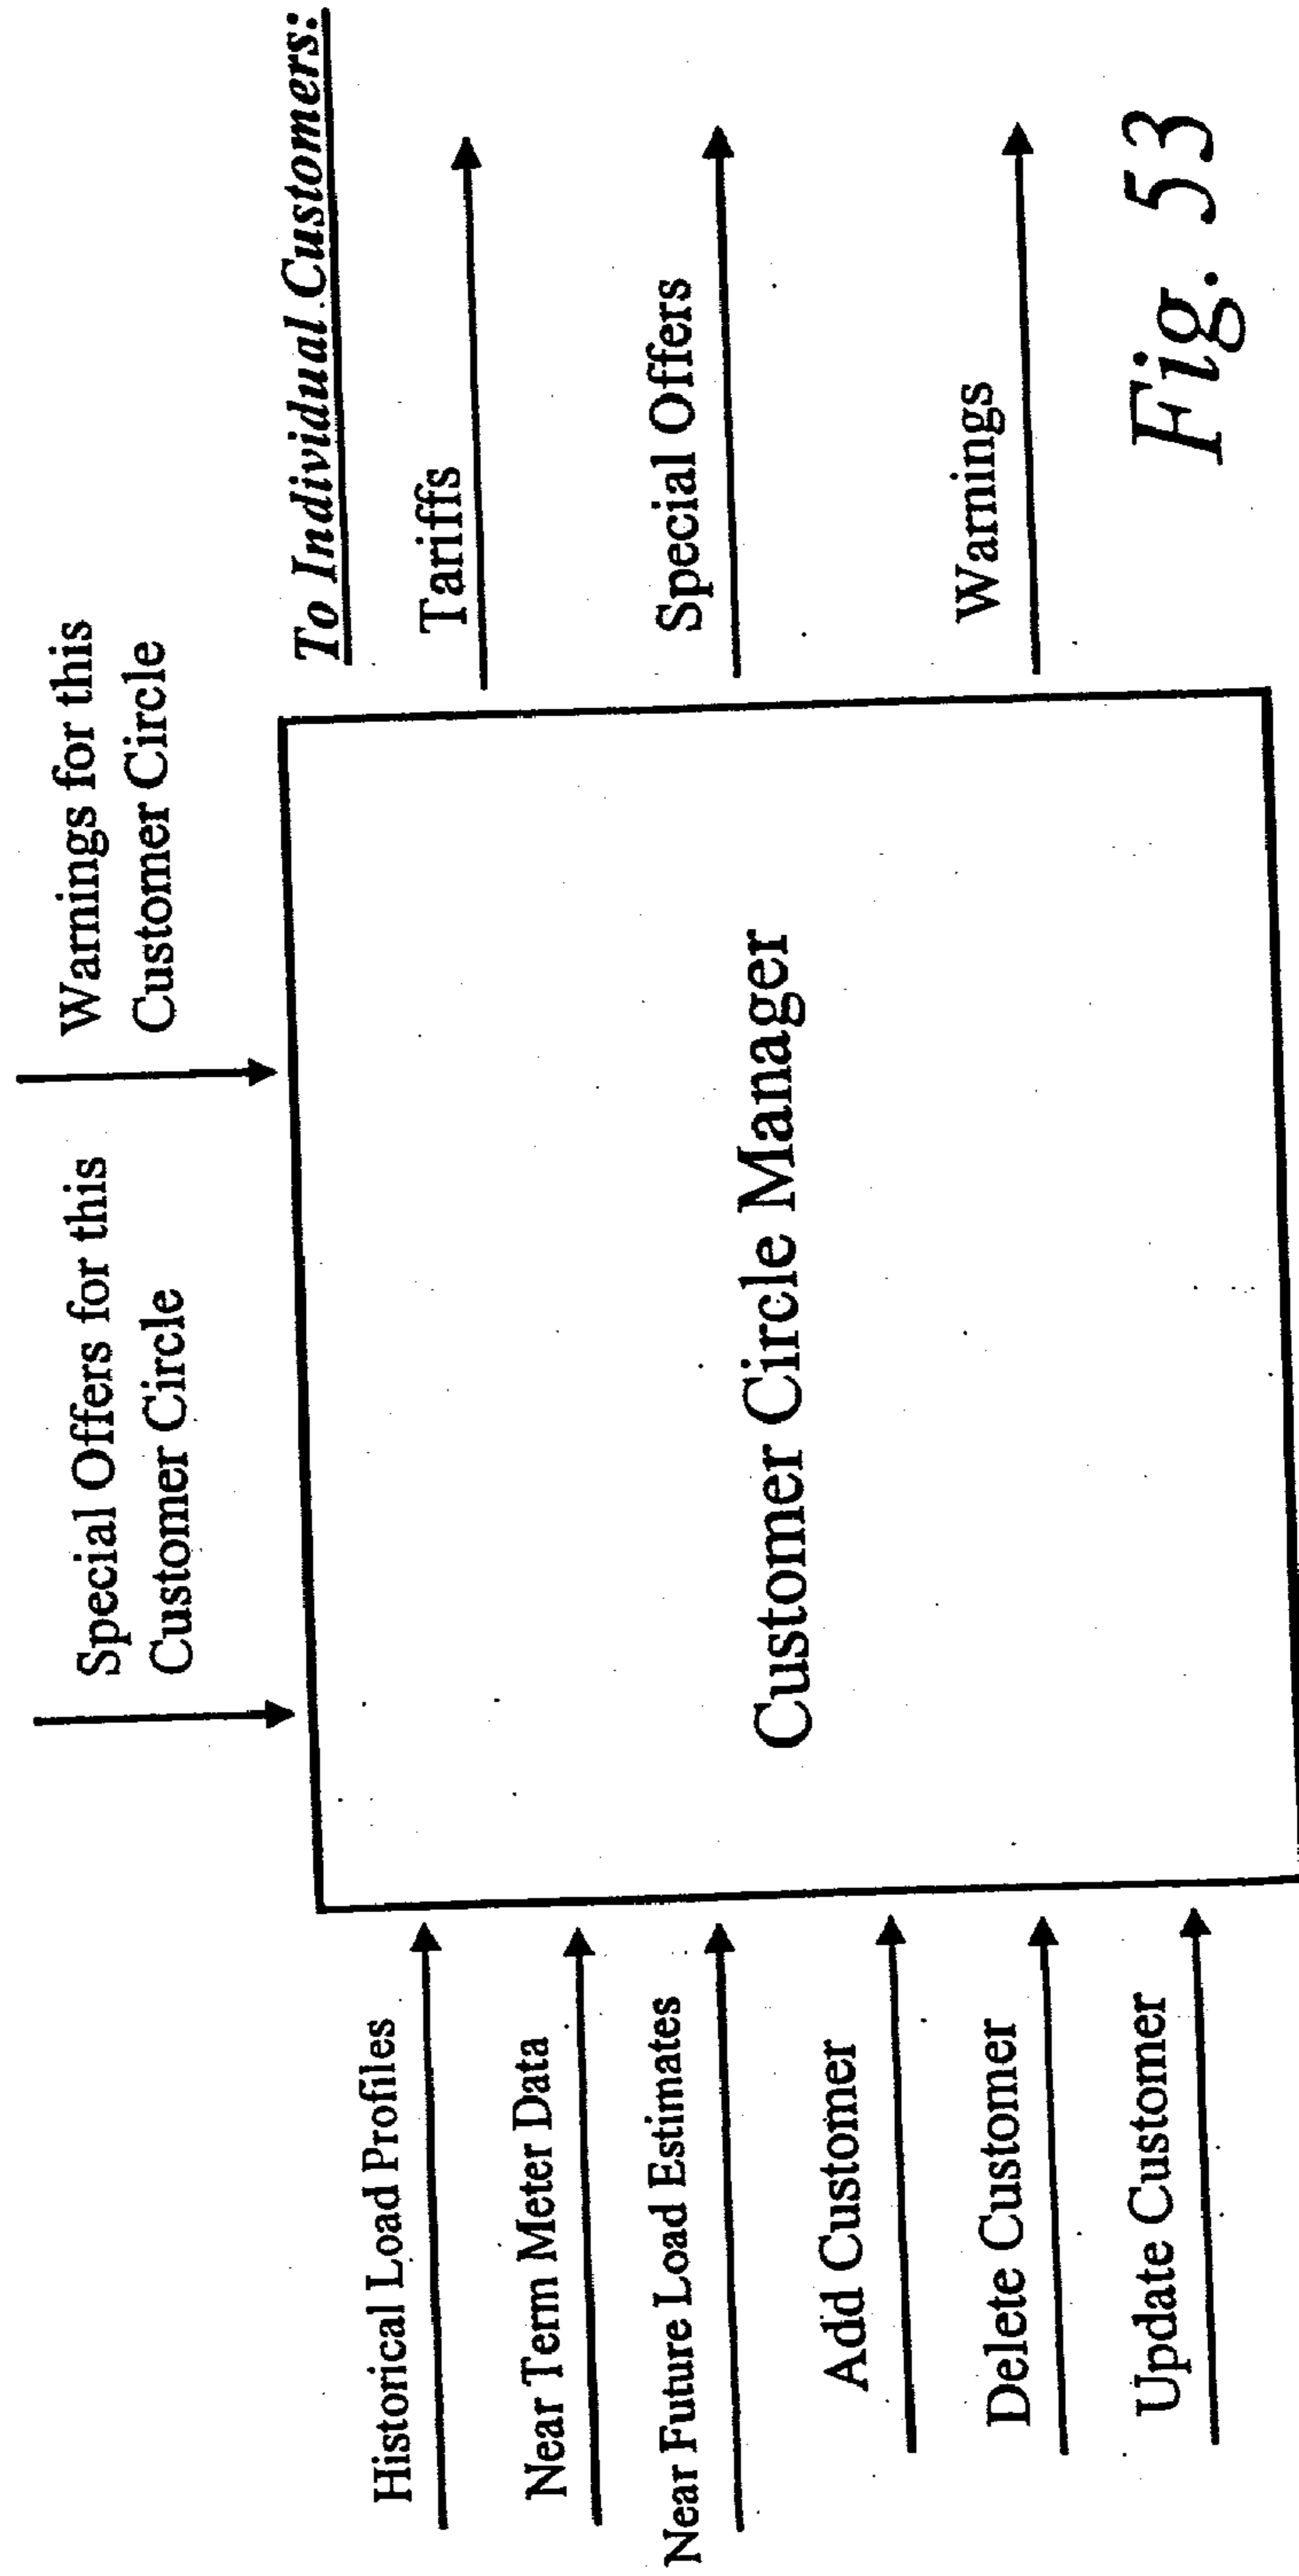 Special Offers for this
Customer Circle
Warnings for this
Customer Circle
To Individual Customers:
Historical Load Profiles
Near Term Meter Data
Near Future Load Estimates
Add Customer
Delete Customer
Update Customer
Customer Circle Manager
Tariffs
Special Offers
Warnings
Fig. 53